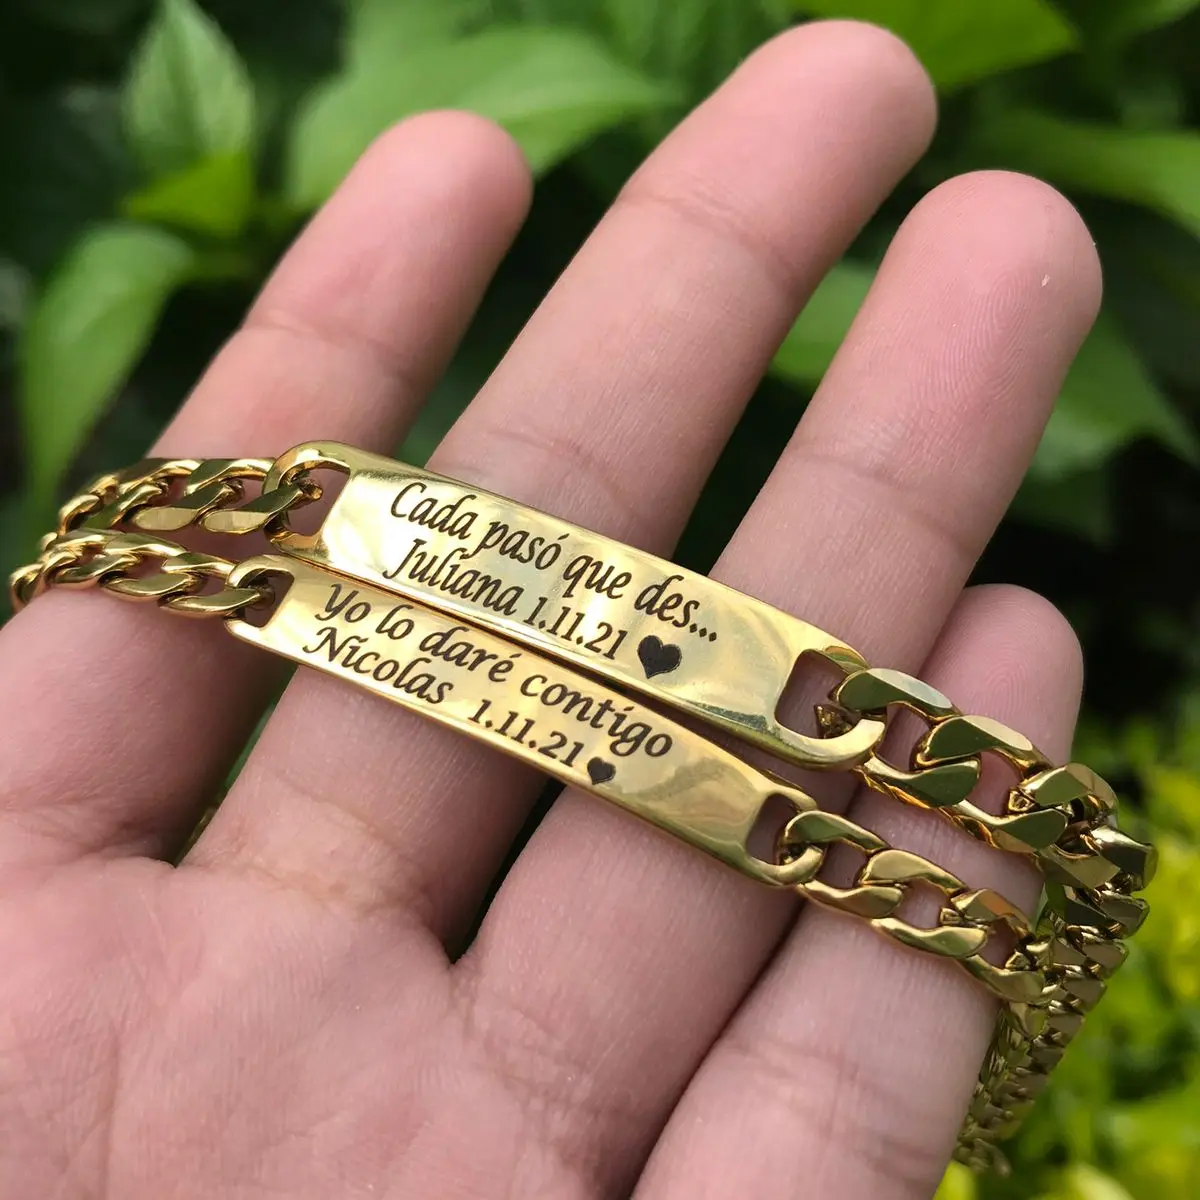 Cada pasó que des...
Juliana 1.11.21 ♥
Yo lo daré contigo
Nicolas 1.11.21 ♥